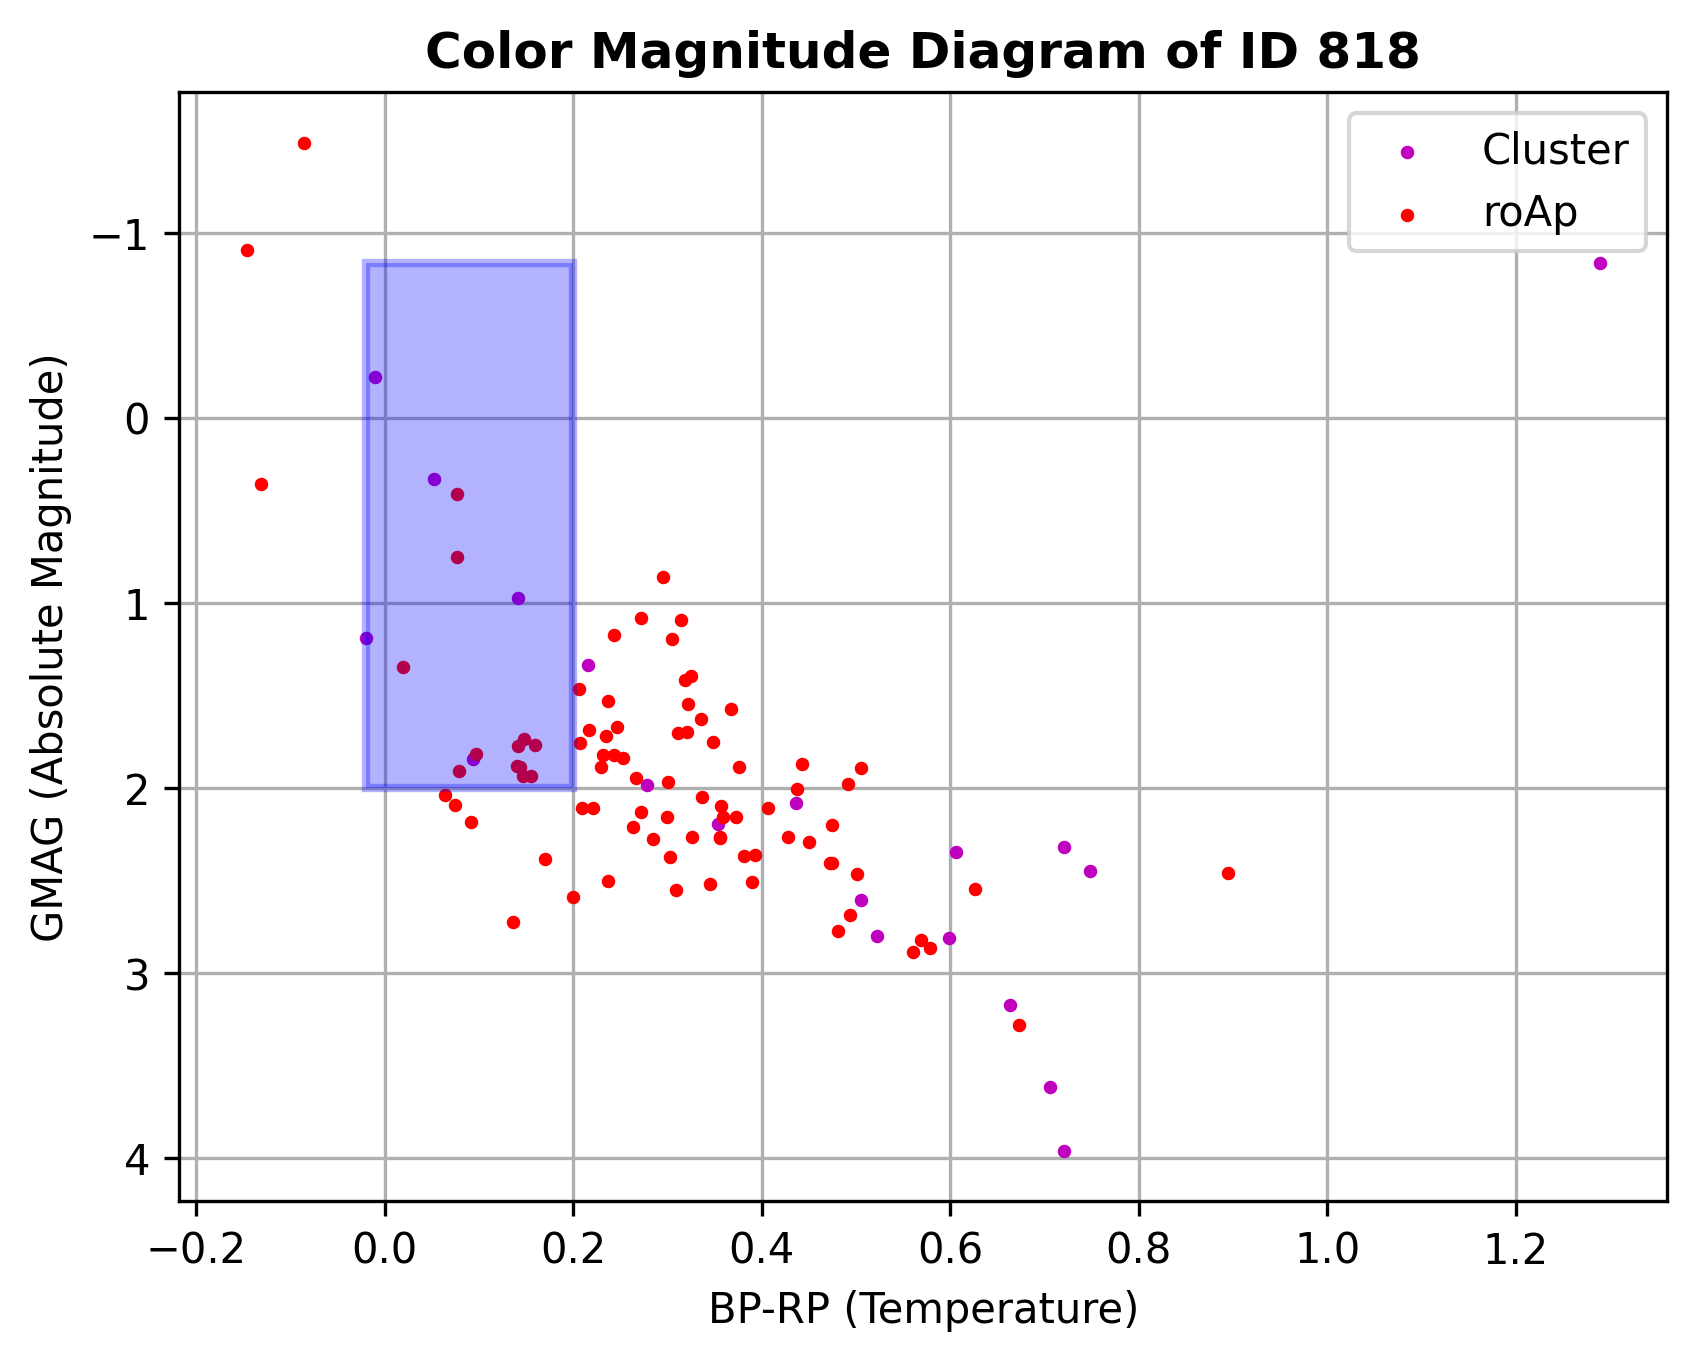 Color Magnitude Diagram of ID 818
Cluster
roAp
GMAG (Absolute Magnitude)
−1
0
1
2
3
4
−0.2 0.0 0.2 0.4 0.6 0.8 1.0 1.2
BP-RP (Temperature)